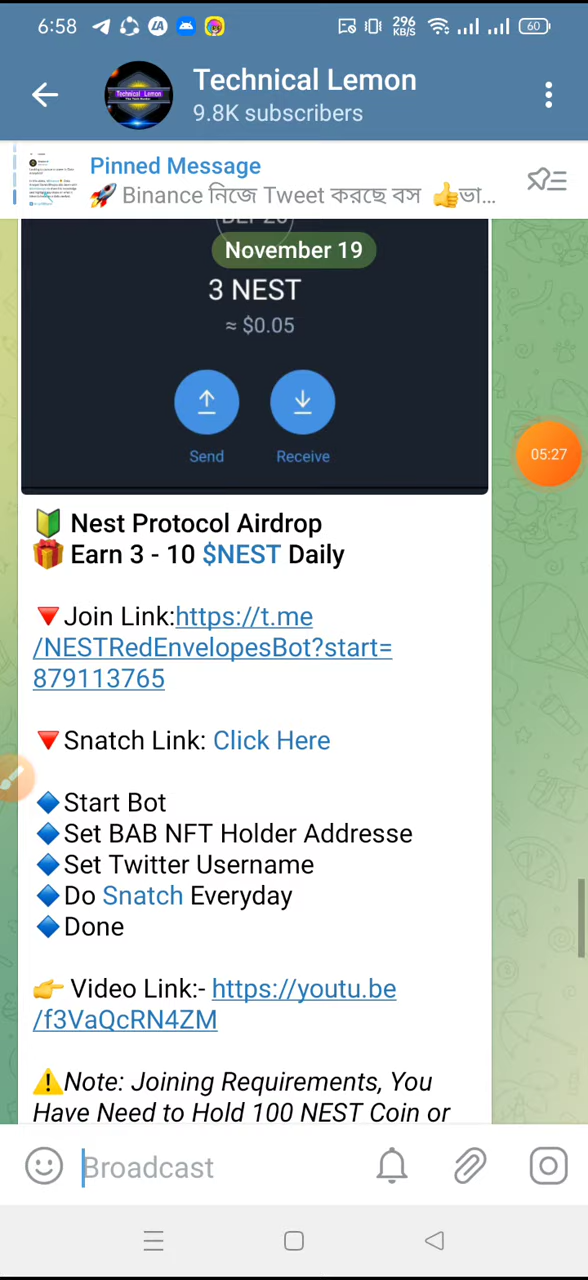 6:58
296
KB/S
60
Technical Lemon
9.8K subscribers
Technical Lemon
Pinned Message
🚀 Binance নিজে Tweet করছে বস 👍ভা...
November 19
3 NEST
≈ $0.05
Send
Receive
05:27
🔰 Nest Protocol Airdrop
🎁 Earn 3 - 10 $NEST Daily
🔻Join Link:https://t.me
/NESTRedEnvelopesBot?start=
879113765
🔻Snatch Link: Click Here
🔷Start Bot
🔷Set BAB NFT Holder Addresse
🔷Set Twitter Username
🔷Do Snatch Everyday
🔷Done
👉 Video Link:- https://youtu.be
/f3VaQcRN4ZM
⚠️Note: Joining Requirements, You
Have Need to Hold 100 NEST Coin or
Broadcast